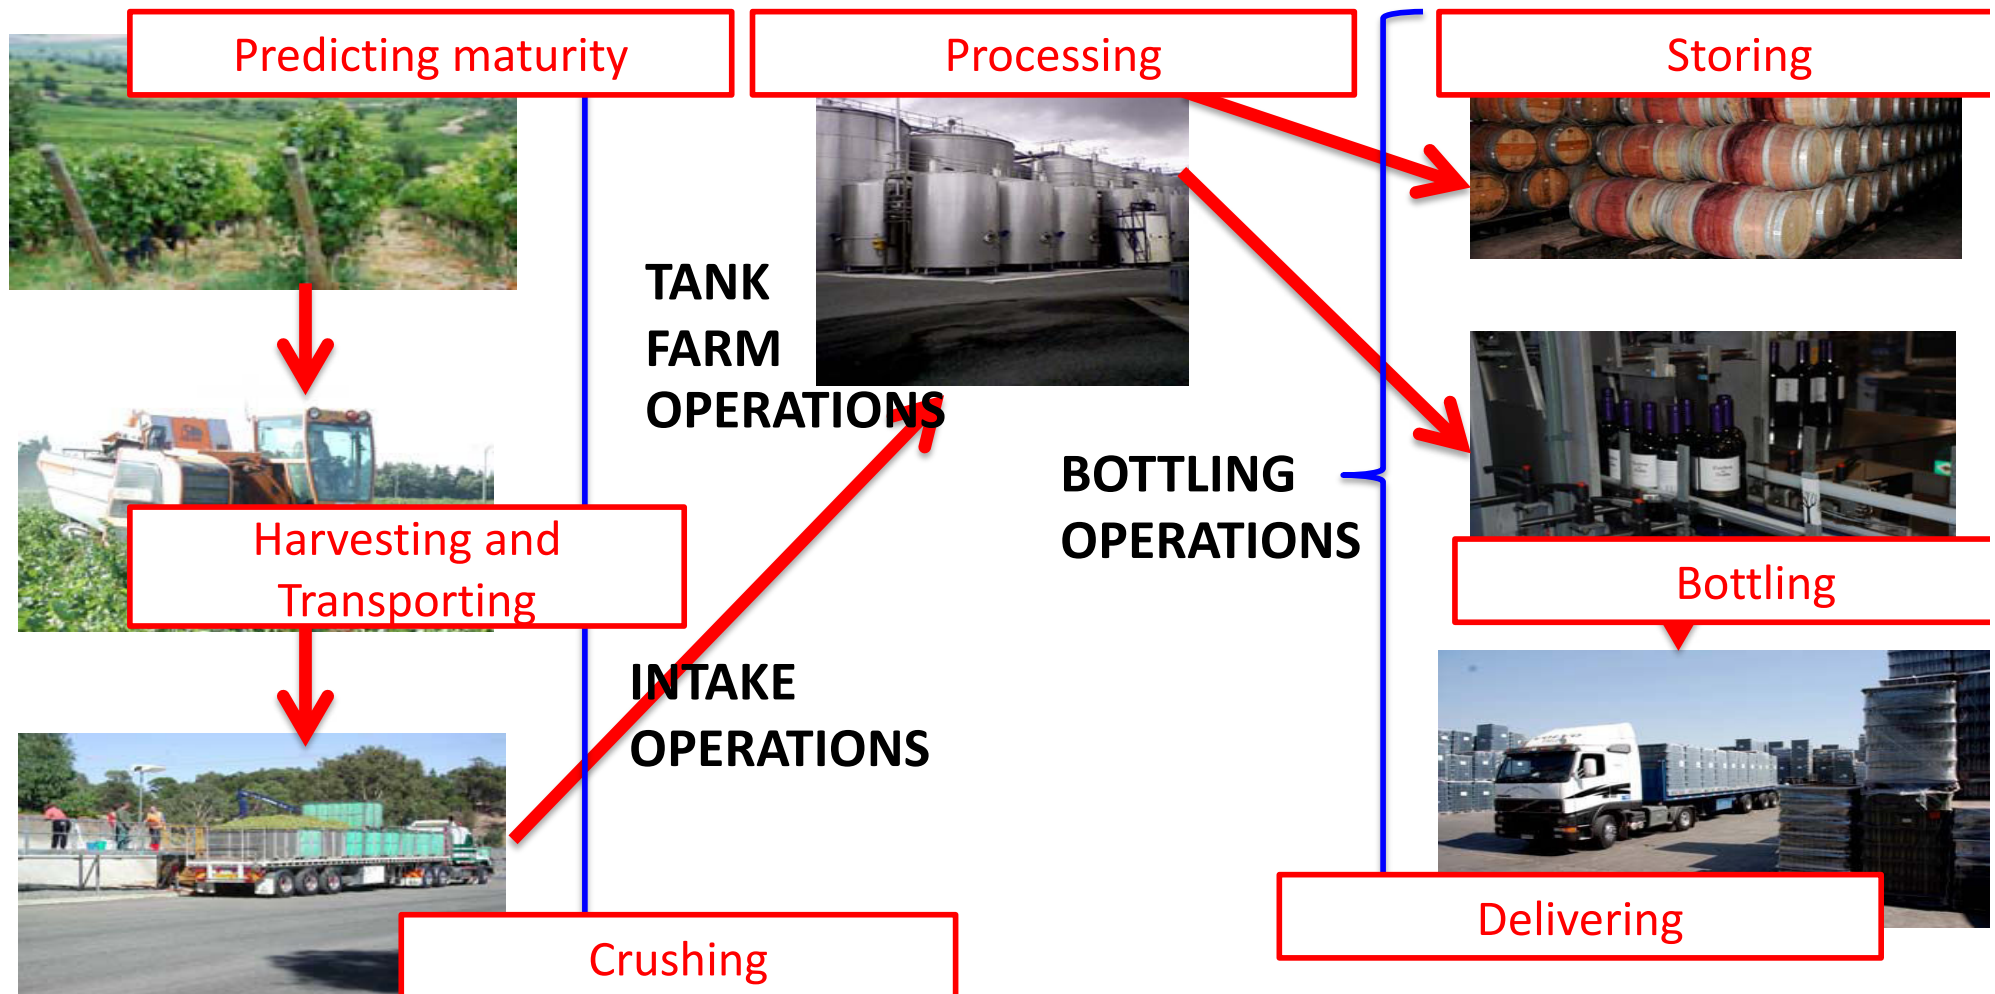 Predicting maturity
Processing
Storing
TANK
FARM
OPERATIONS
BOTTLING
OPERATIONS
Harvesting and
Transporting
Bottling
INTAKE
OPERATIONS
Delivering
Crushing